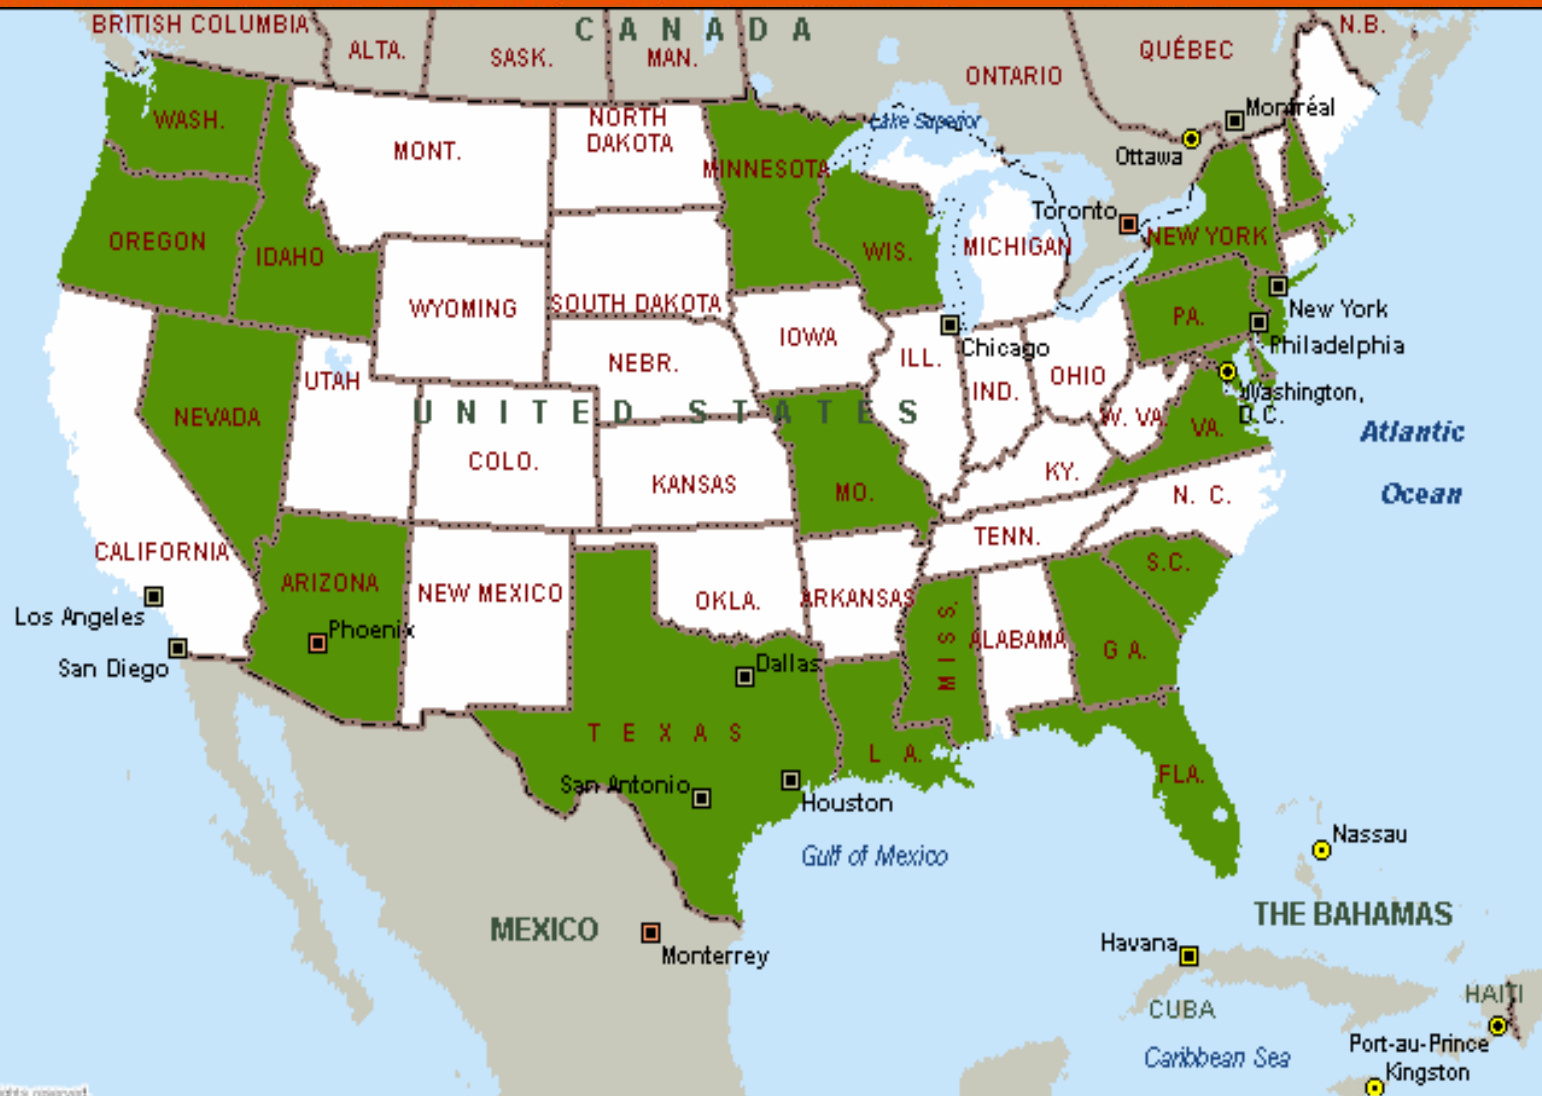 BRITISH COLUMBIA
C A N A D A
N.B.
ALTA.
SASK.
MAN.
ONTARIO
QUÉBEC
Montréal
Lake Superior
Ottawa
WASH.
MONT.
NORTH
DAKOTA
MINNESOTA
Toronto
OREGON
IDAHO
WIS.
MICHIGAN
NEW YORK
WYOMING
SOUTH DAKOTA
New York
PA.
Philadelphia
IOWA
ILL.
Chicago
NEBR.
UTAH
IND.
OHIO
Washington,
D.C.
NEVADA
U N I T E D S T A T E S
W. VA.
VA.
Atlantic
Ocean
COLO.
KANSAS
MO.
KY.
N. C.
CALIFORNIA
TENN.
S.C.
ARIZONA
NEW MEXICO
OKLA.
ARKANSAS
MISS.
ALABAMA
G A.
Los Angeles
Phoenix
San Diego
Dallas
T E X A S
L A.
FLA.
San Antonio
Houston
Gulf of Mexico
Nassau
THE BAHAMAS
MEXICO
Monterrey
Havana
CUBA
HAITI
Caribbean Sea
Port-au-Prince
Kingston